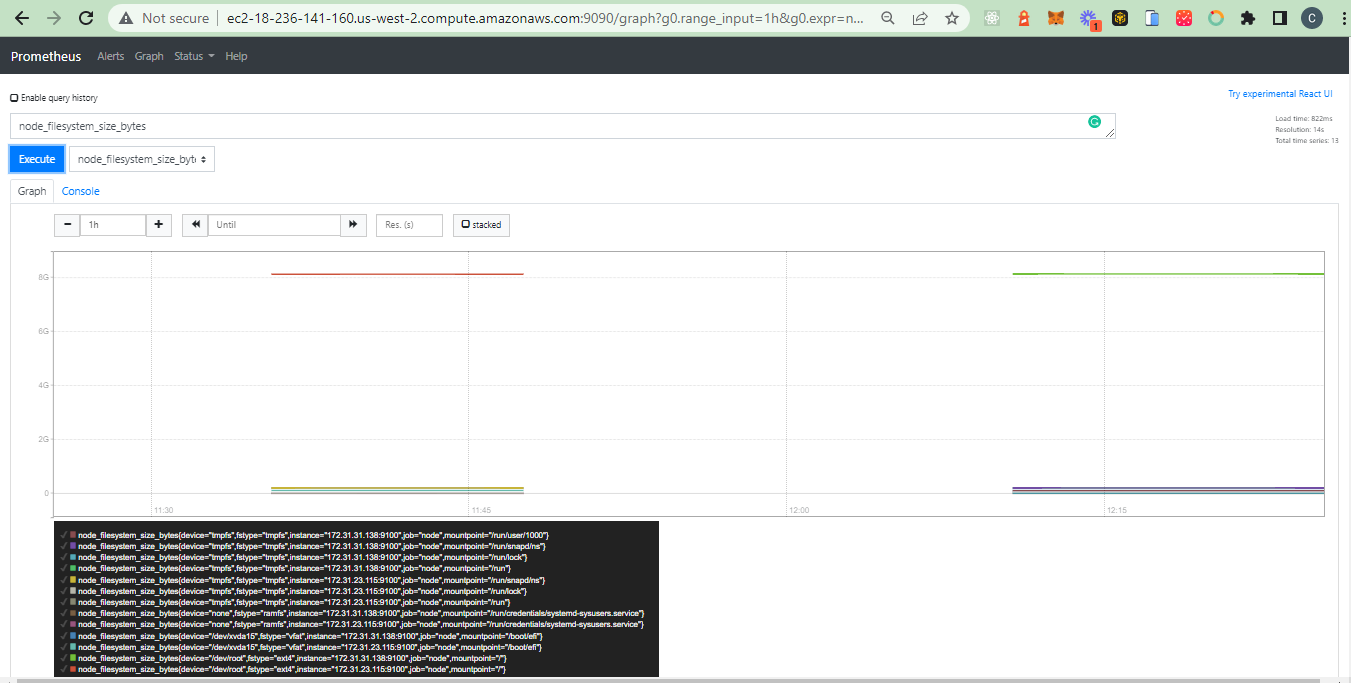 Not secure ec2-18-236-141-160.us-west-2.compute.amazonaws.com:9090/graph?g0.range_input=1h&g0.expr=n... 1 C
Prometheus Alerts Graph Status Help
Enable query history Try experimental React UI
node_filesystem_size_bytes
Load time: 822ms
Resolution: 14s
Total time series: 13
Execute node_filesystem_size_byt
Graph Console
− 1h + Until Res. (s) stacked
8G
6G
4G
2G
0
11:30 11:45 12:00 12:15
node_filesystem_size_bytes{device="tmpfs",fstype="tmpfs",instance="172.31.31.138:9100",job="node",mountpoint="/run/user/1000"}
node_filesystem_size_bytes{device="tmpfs",fstype="tmpfs",instance="172.31.31.138:9100",job="node",mountpoint="/run/snapd/ns"}
node_filesystem_size_bytes{device="tmpfs",fstype="tmpfs",instance="172.31.31.138:9100",job="node",mountpoint="/run/lock"}
node_filesystem_size_bytes{device="tmpfs",fstype="tmpfs",instance="172.31.31.138:9100",job="node",mountpoint="/run"}
node_filesystem_size_bytes{device="tmpfs",fstype="tmpfs",instance="172.31.23.115:9100",job="node",mountpoint="/run/snapd/ns"}
node_filesystem_size_bytes{device="tmpfs",fstype="tmpfs",instance="172.31.23.115:9100",job="node",mountpoint="/run/lock"}
node_filesystem_size_bytes{device="tmpfs",fstype="tmpfs",instance="172.31.23.115:9100",job="node",mountpoint="/run"}
node_filesystem_size_bytes{device="none",fstype="ramfs",instance="172.31.31.138:9100",job="node",mountpoint="/run/credentials/systemd-sysusers.service"}
node_filesystem_size_bytes{device="none",fstype="ramfs",instance="172.31.23.115:9100",job="node",mountpoint="/run/credentials/systemd-sysusers.service"}
node_filesystem_size_bytes{device="/dev/xvda15",fstype="vfat",instance="172.31.31.138:9100",job="node",mountpoint="/boot/efi"}
node_filesystem_size_bytes{device="/dev/xvda15",fstype="vfat",instance="172.31.23.115:9100",job="node",mountpoint="/boot/efi"}
node_filesystem_size_bytes{device="/dev/root",fstype="ext4",instance="172.31.31.138:9100",job="node",mountpoint="/"}
node_filesystem_size_bytes{device="/dev/root",fstype="ext4",instance="172.31.23.115:9100",job="node",mountpoint="/"}